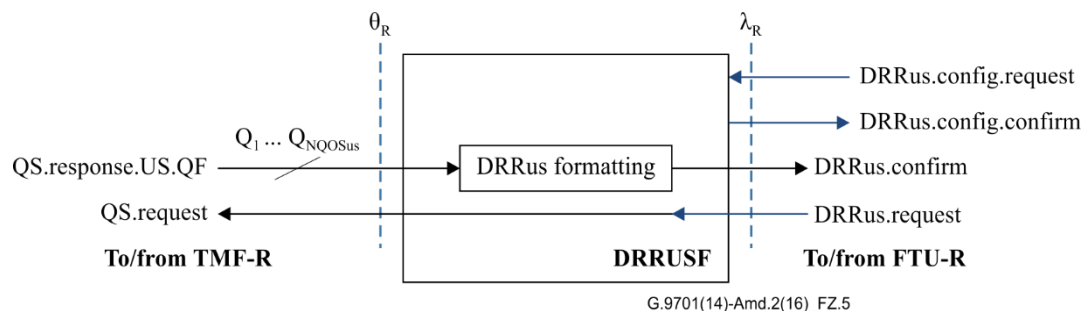 θR
λR
DRRus.config.request
DRRus.config.confirm
Q1 ... QNQOSus
QS.response.US.QF
DRRus formatting
DRRus.confirm
QS.request
DRRus.request
To/from TMF-R
DRRUSF
To/from FTU-R
G.9701(14)-Amd.2(16)_FZ.5